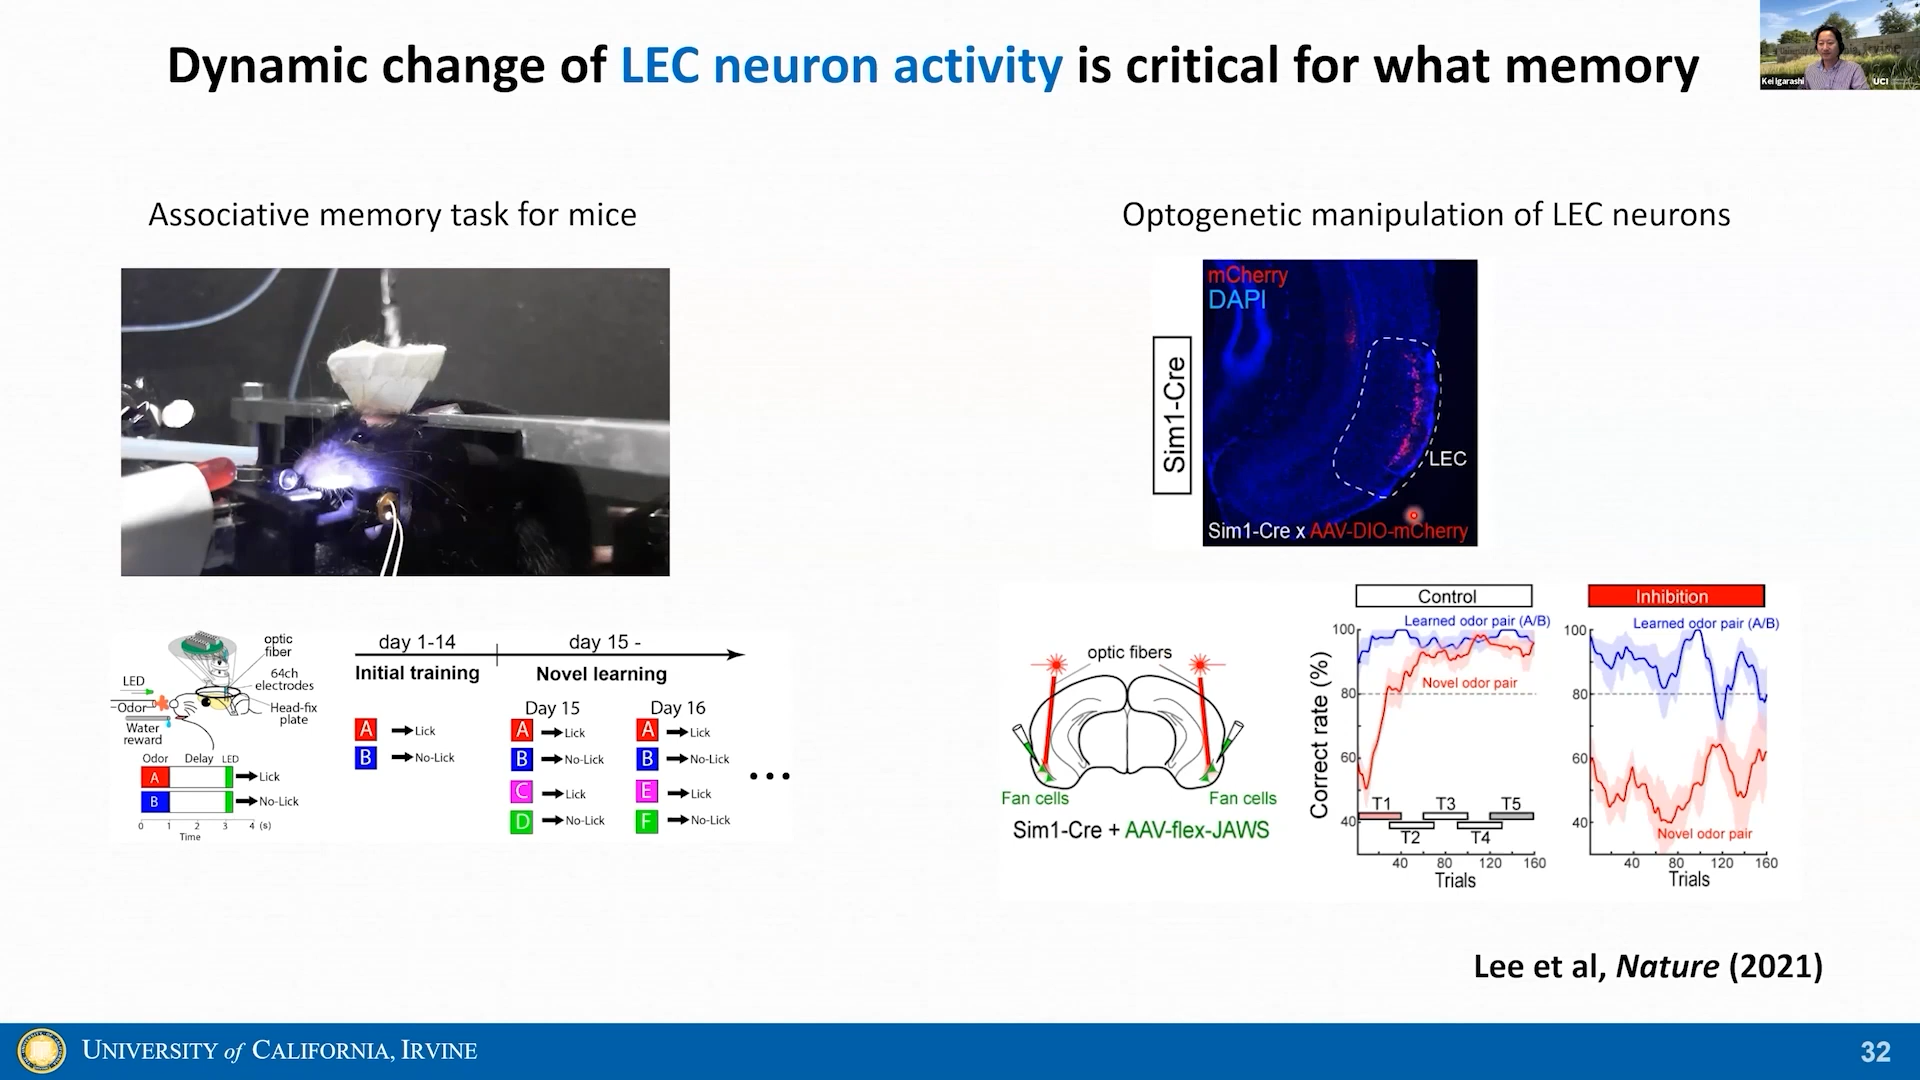 Dynamic change of LEC neuron activity is critical for what memory
Kei Igarashi
UCI
Associative memory task for mice
optic
fiber
64ch
electrodes
Head-fix
plate
LED
Odor
Water
reward
Odor Delay LED
A Lick
B No-Lick
0 1 2 3 4 (s)
Time
day 1-14 day 15 -
Initial training Novel learning
Day 15 Day 16
A Lick A Lick A Lick
B No-Lick B No-Lick B No-Lick
C Lick E Lick
D No-Lick F No-Lick
...
Optogenetic manipulation of LEC neurons
Sim1-Cre
mCherry
DAPI
LEC
Sim1-Cre x AAV-DIO-mCherry
optic fibers
Fan cells Fan cells
Sim1-Cre + AAV-flex-JAWS
Control
Learned odor pair (A/B)
Novel odor pair
Correct rate (%)
100
80
60
40
T1 T3 T5
T2 T4
40 80 120 160
Trials
Inhibition
Learned odor pair (A/B)
100
80
60
40
Novel odor pair
40 80 120 160
Trials
Lee et al, Nature (2021)
UNIVERSITY of CALIFORNIA, IRVINE
32